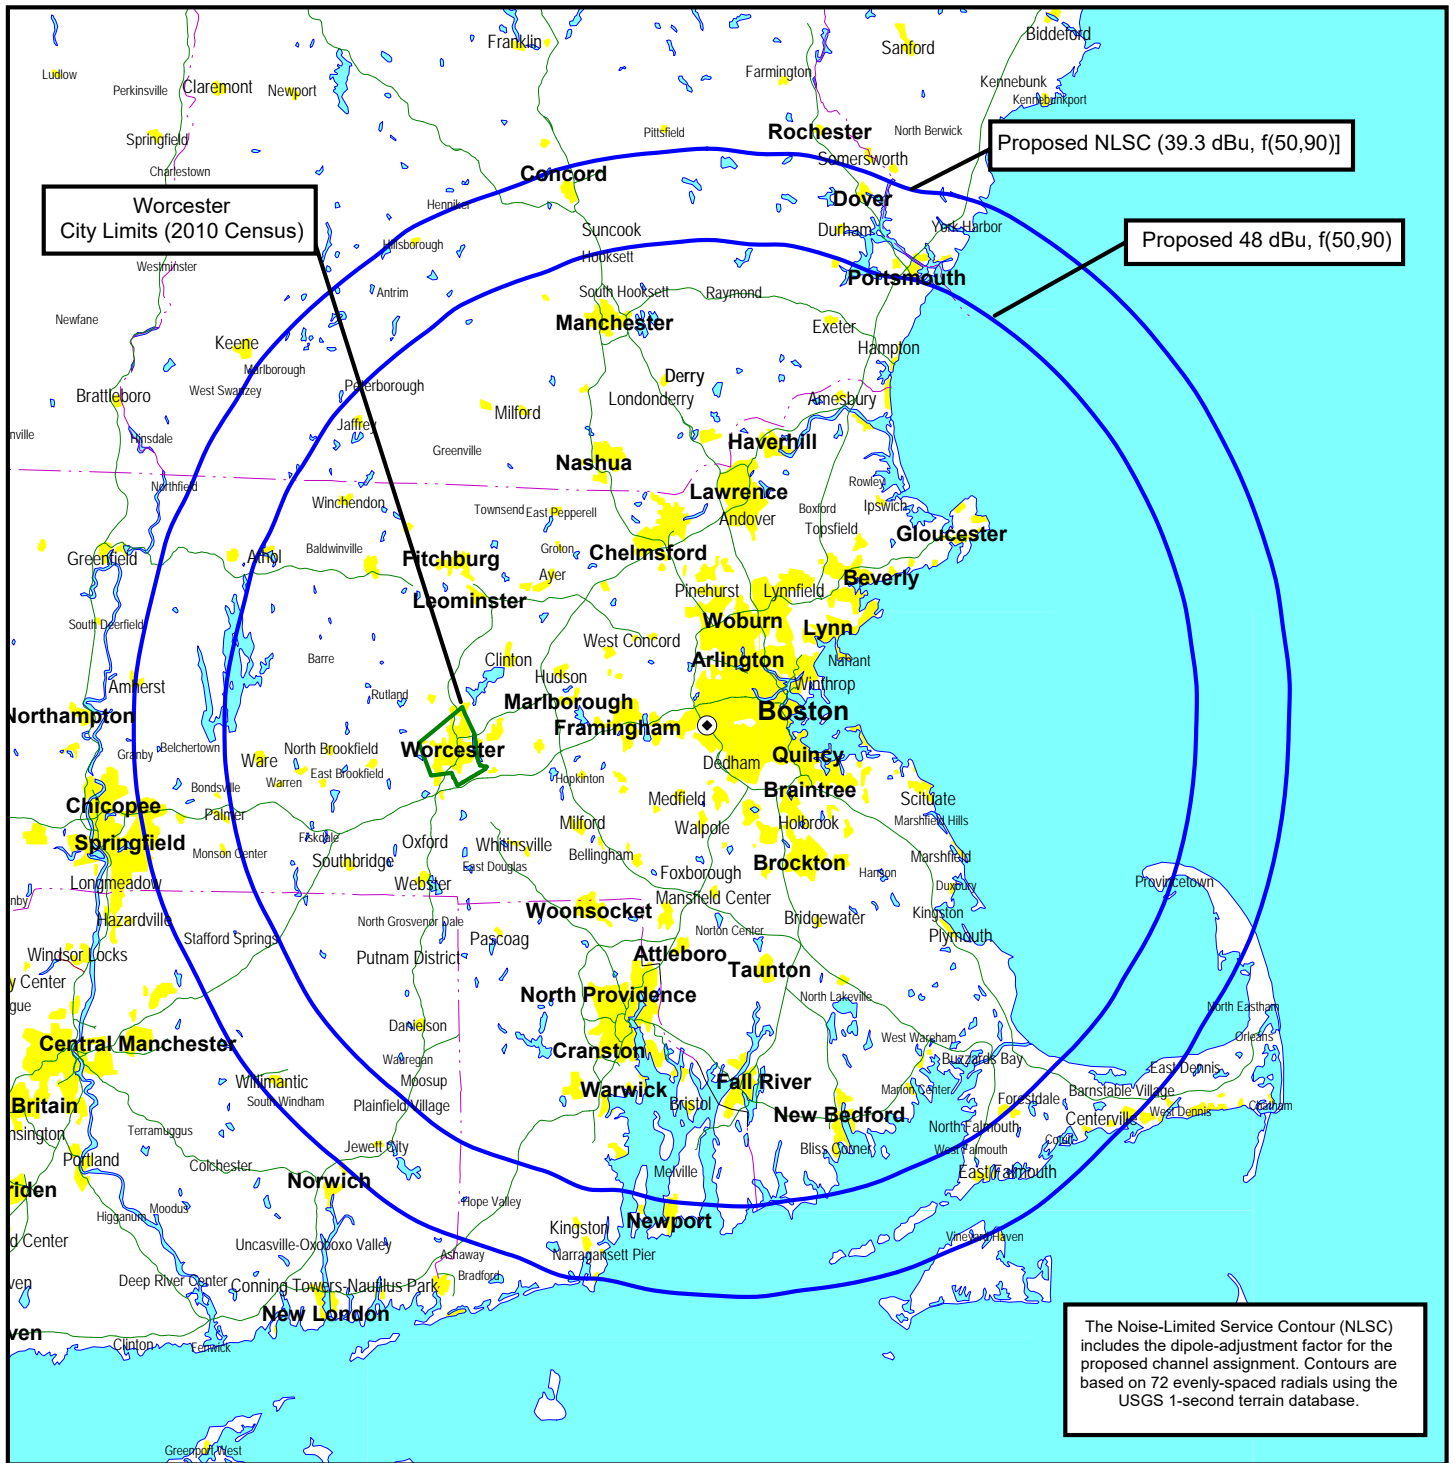 Franklin
Sanford
Biddeford
Ludlow
Perkinsville
Claremont
Newport
Farmington
Kennebunk
Kennebunkport
Springfield
Pittsfield
Rochester
North Berwick
Proposed NLSC (39.3 dBu, f(50,90)]
Charlestown
Concord
Somersworth
Worcester
City Limits (2010 Census)
Henniker
Dover
Suncook
Durham
York Harbor
Proposed 48 dBu, f(50,90)
Hillsborough
Hooksett
Westminster
Portsmouth
Antrim
South Hooksett
Raymond
Newfane
Manchester
Exeter
Keene
Hampton
Marlborough
West Swanzey
Peterborough
Derry
Brattleboro
Londonderry
Amesbury
Milford
Jaffrey
nville
Hinsdale
Haverhill
Greenville
Nashua
Northfield
Lawrence
Rowley
Winchendon
Townsend
East Pepperell
Boxford
Ipswich
Andover
Topsfield
Gloucester
Greenfield
Athol
Baldwinville
Fitchburg
Groton
Chelmsford
Ayer
Beverly
Pinehurst
Lynnfield
Leominster
South Deerfield
Woburn
Lynn
West Concord
Barre
Clinton
Arlington
Nahant
Amherst
Hudson
Winthrop
Rutland
Marlborough
Northampton
Boston
Framingham
Granby
Belchertown
North Brookfield
Worcester
Ware
Quincy
Dedham
East Brookfield
Warren
Hopkinton
Bondsville
Braintree
Chicopee
Medfield
Scituate
Palmer
Milford
Walpole
Holbrook
Marshfield Hills
Springfield
Fiskdale
Oxford
Whitinsville
Monson Center
Southbridge
East Douglas
Bellingham
Brockton
Marshfield
Longmeadow
Webster
Foxborough
Hanson
Duxbury
Provincetown
nby
Mansfield Center
Hazardville
North Grosvenor Dale
Woonsocket
Bridgewater
Kingston
Stafford Springs
Pascoag
Norton Center
Plymouth
Windsor Locks
Putnam District
Attleboro
Taunton
y Center
North Providence
North Lakeville
gue
North Eastham
Danielson
Central Manchester
Cranston
West Wareham
Orleans
Wauregan
Buzzards Bay
East Dennis
Willimantic
Moosup
Warwick
Fall River
Marion Center
Barnstable Village
Britain
South Windham
Plainfield Village
Bristol
New Bedford
Forestdale
West Dennis
Chatham
Centerville
nsington
Terramuggus
North Falmouth
Cotuit
Portland
Colchester
Jewett City
Bliss Corner
West Falmouth
Melville
East Falmouth
riden
Norwich
Higganum
Moodus
Hope Valley
Newport
d Center
Kingston
Uncasville-Oxoboxo Valley
Ashaway
Narragansett Pier
Vineyard Haven
ven
Deep River Center
Conning Towers-Nautilus Park
Bradford
New London
ven
Clinton
Fenwick
The Noise-Limited Service Contour (NLSC)
includes the dipole-adjustment factor for the
proposed channel assignment. Contours are
based on 72 evenly-spaced radials using the
USGS 1-second terrain database.
Greenport West